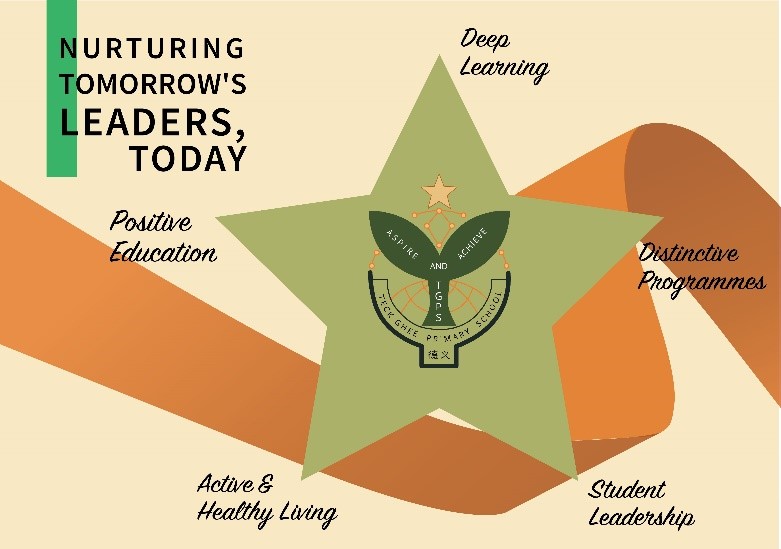 NURTURING
TOMORROW'S
LEADERS,
TODAY
Deep
Learning
Positive
Education
Distinctive
Programmes
ASPIRE AND ACHIEVE
TGPS
TECK GHEE PRIMARY SCHOOL
德义
Active &
Healthy Living
Student
Leadership